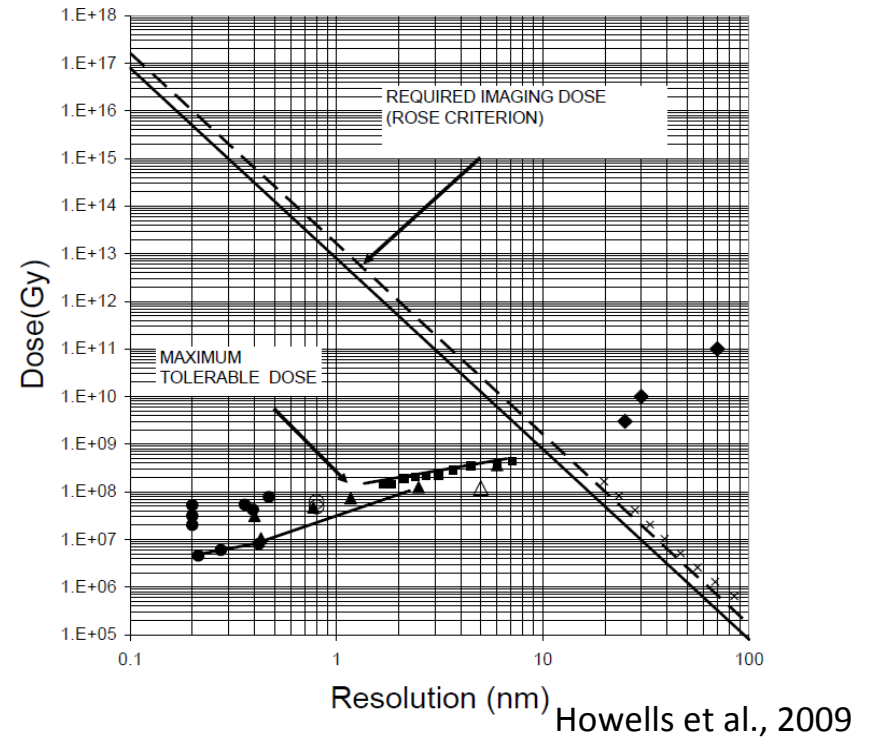 1.E+18
1.E+17
1.E+16
1.E+15
1.E+14
1.E+13
1.E+12
1.E+11
1.E+10
1.E+09
1.E+08
1.E+07
1.E+06
1.E+05
Dose(Gy)
REQUIRED IMAGING DOSE
(ROSE CRITERION)
MAXIMUM
TOLERABLE DOSE
0.1 1 10 100
Resolution (nm)
Howells et al., 2009